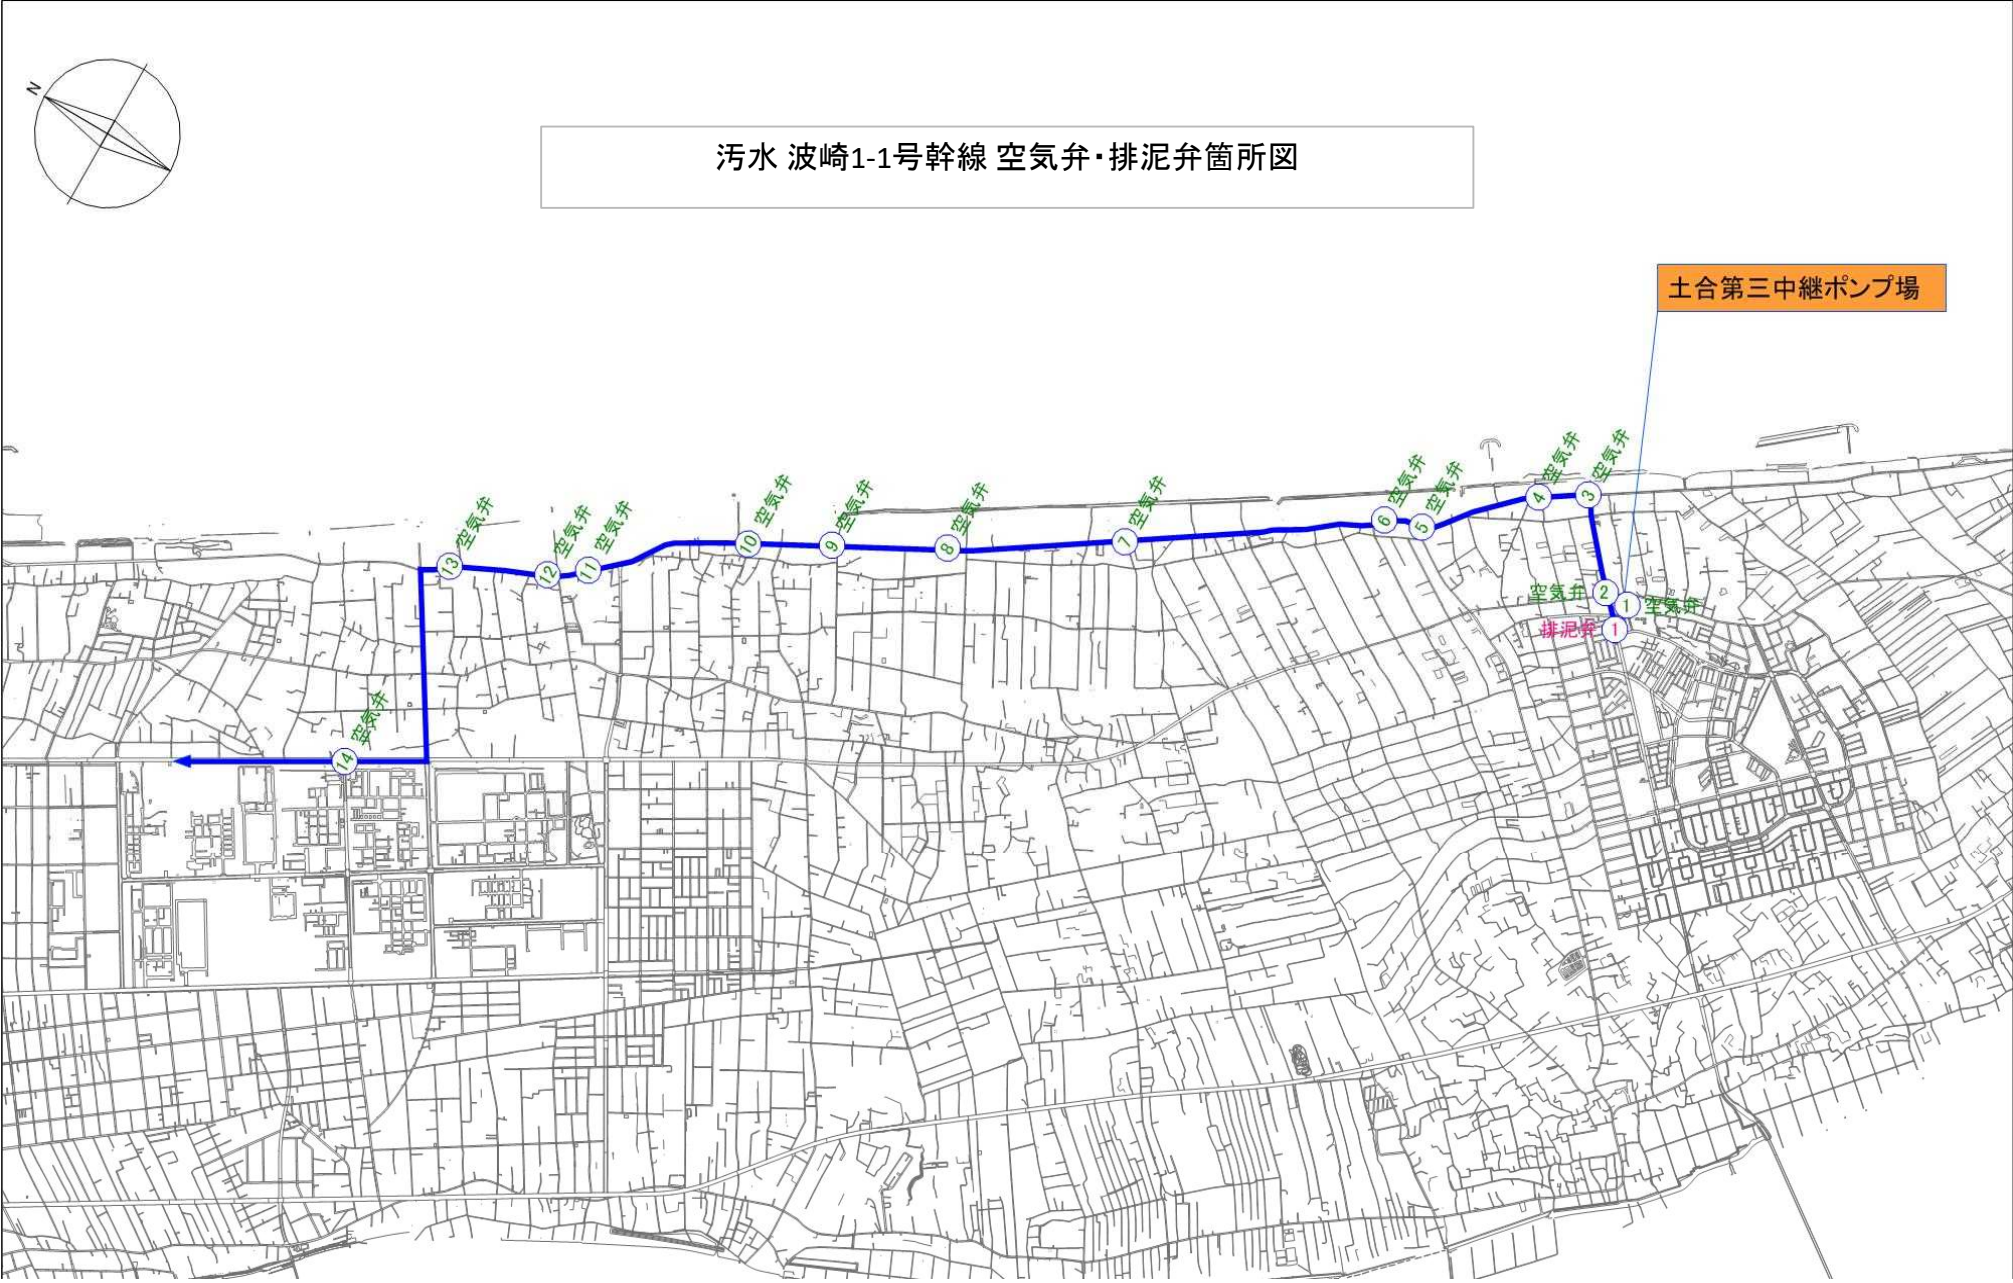 N
汚水 波崎1-1号幹線 空気弁・排泥弁箇所図
土合第三中継ポンプ場
13 空気弁
12 空気弁
11 空気弁
10 空気弁
9 空気弁
8 空気弁
7 空気弁
6 空気弁
5 空気弁
4 空気弁
3 空気弁
空気弁 2
1 空気弁
排泥弁 1
14 空気弁